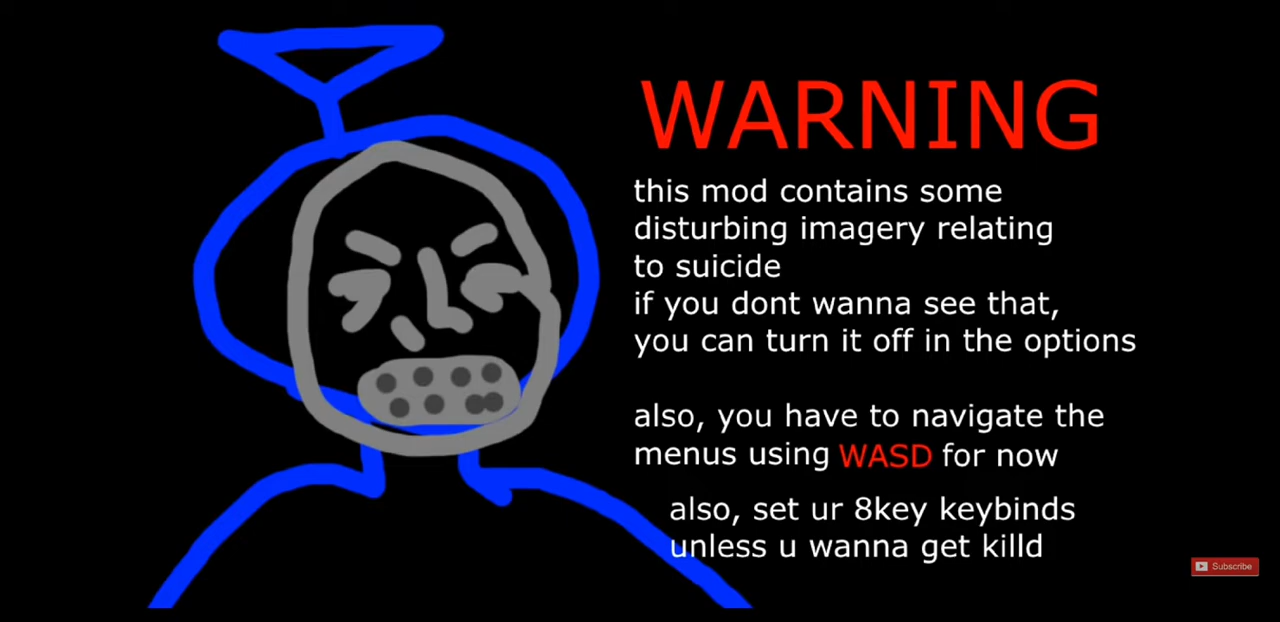 WARNING
this mod contains some
disturbing imagery relating
to suicide
if you dont wanna see that,
you can turn it off in the options
also, you have to navigate the
menus using WASD for now
also, set ur 8key keybinds
unless u wanna get killd
Subscribe